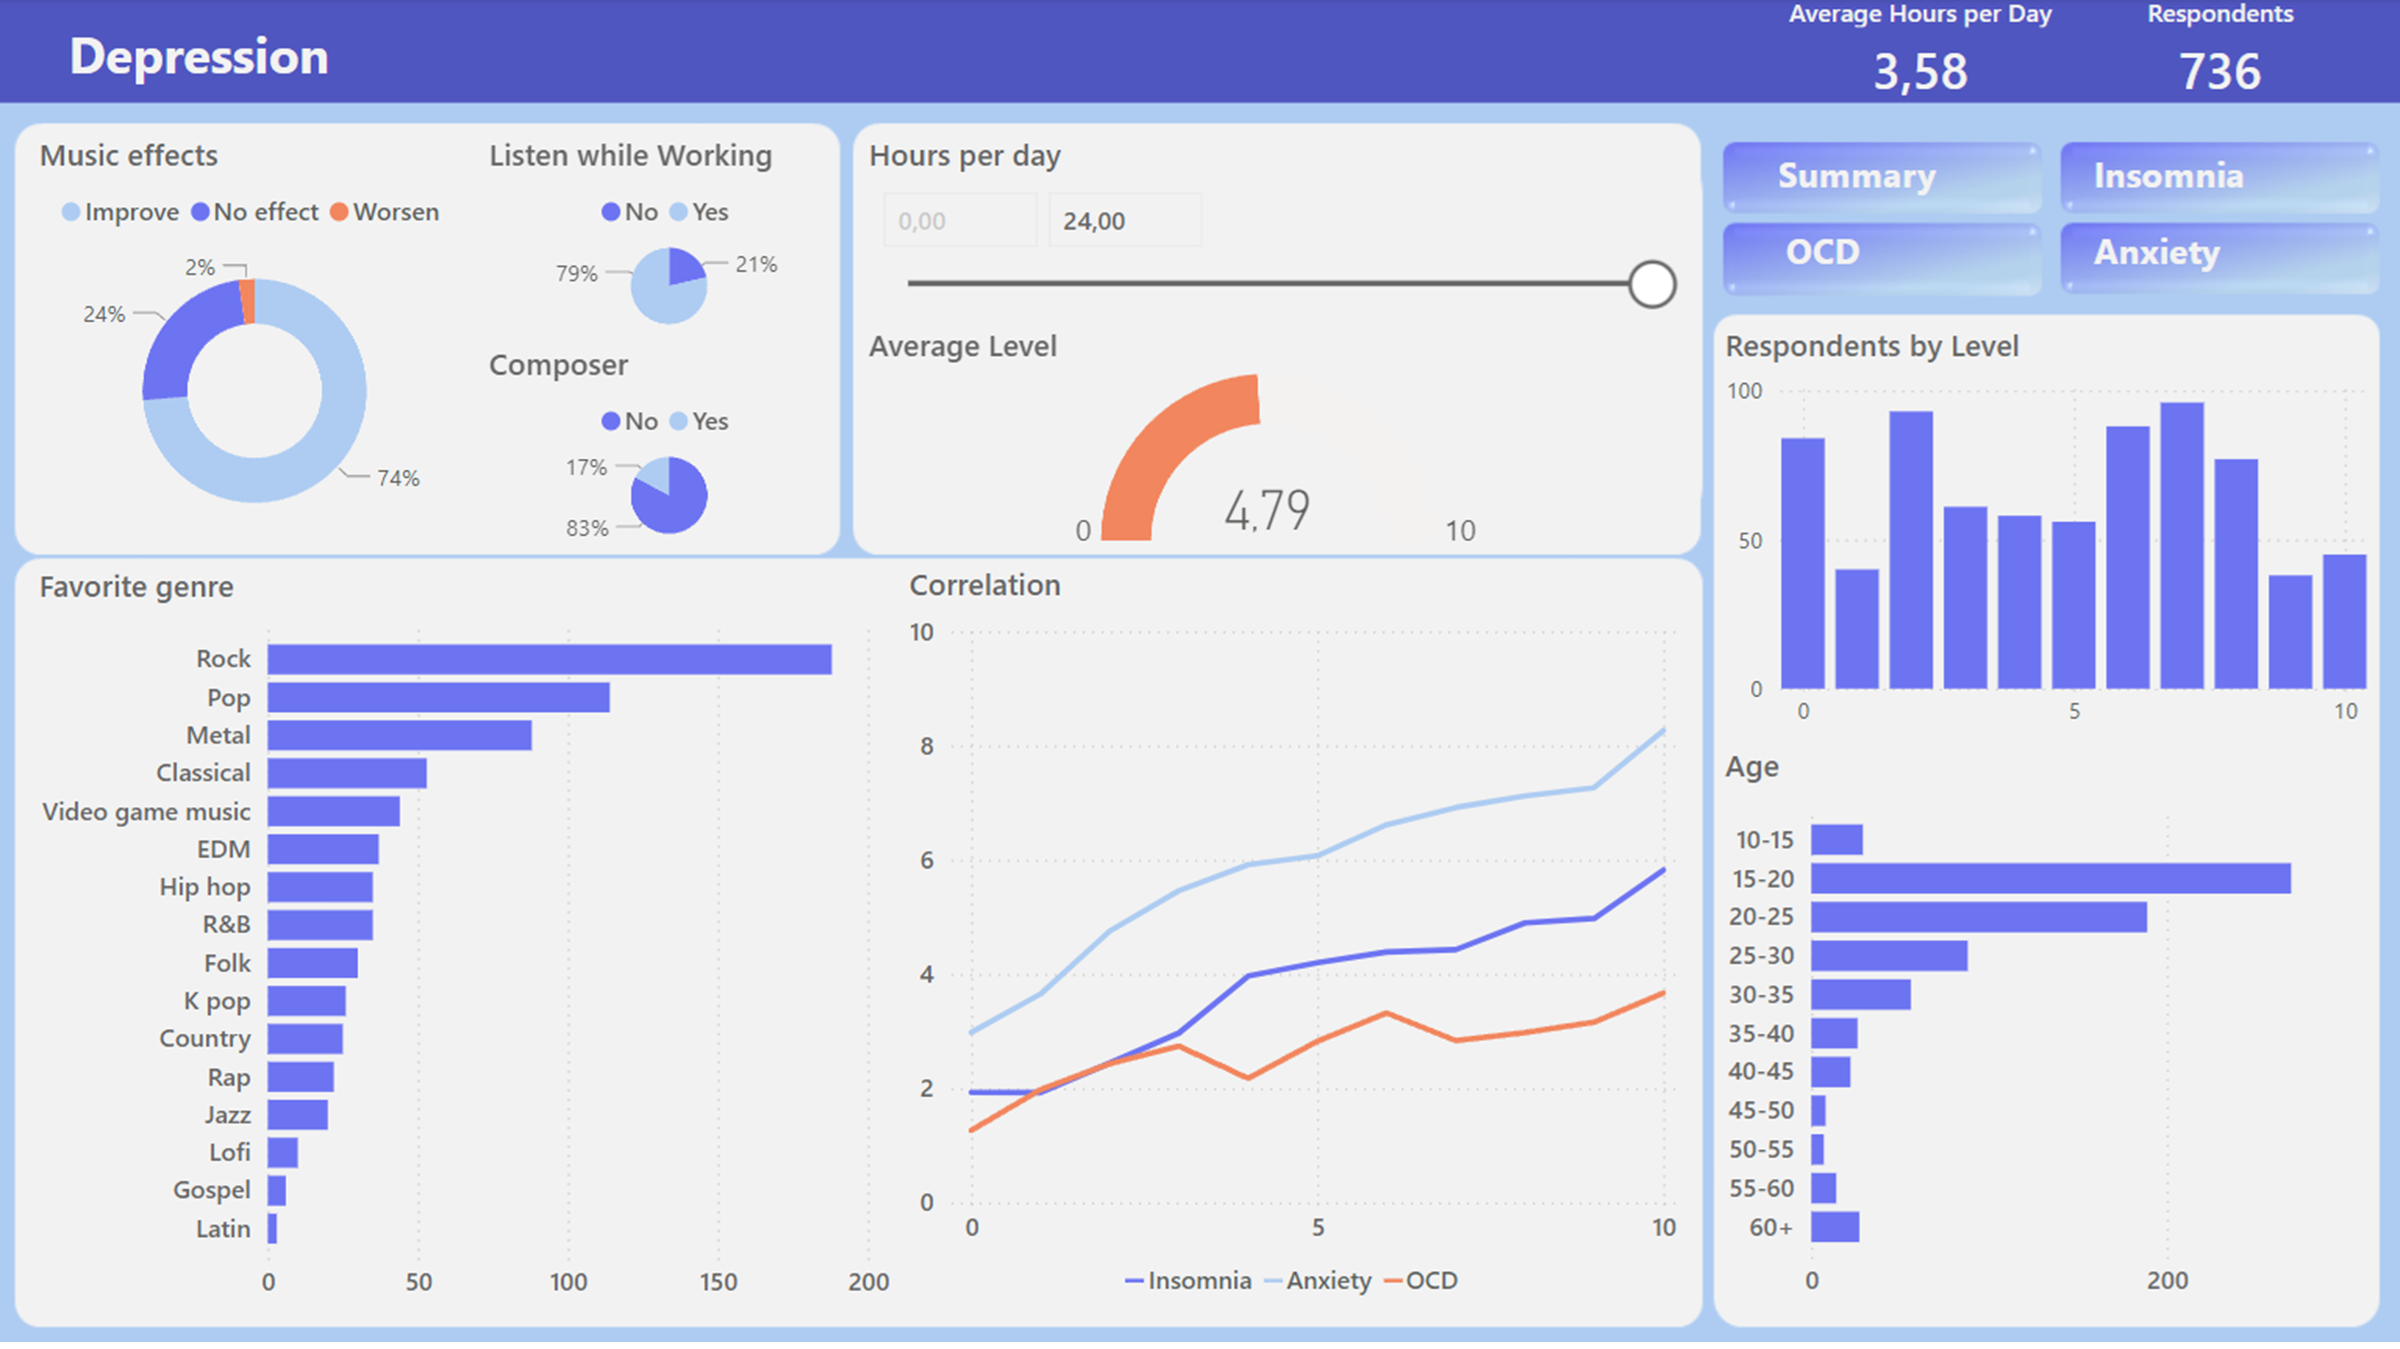 Depression
Average Hours per Day
3,58
Respondents
736
Music effects
Improve No effect Worsen
2%
24%
74%
Listen while Working
No Yes
79%
21%
Composer
No Yes
17%
83%
Hours per day
0,00
24,00
Average Level
0
4,79
10
Summary
Insomnia
OCD
Anxiety
Respondents by Level
100
50
0
0 5 10
Favorite genre
Rock
Pop
Metal
Classical
Video game music
EDM
Hip hop
R&B
Folk
K pop
Country
Rap
Jazz
Lofi
Gospel
Latin
0 50 100 150 200
Correlation
10
8
6
4
2
0
0 5 10
Insomnia Anxiety OCD
Age
10-15
15-20
20-25
25-30
30-35
35-40
40-45
45-50
50-55
55-60
60+
0 200